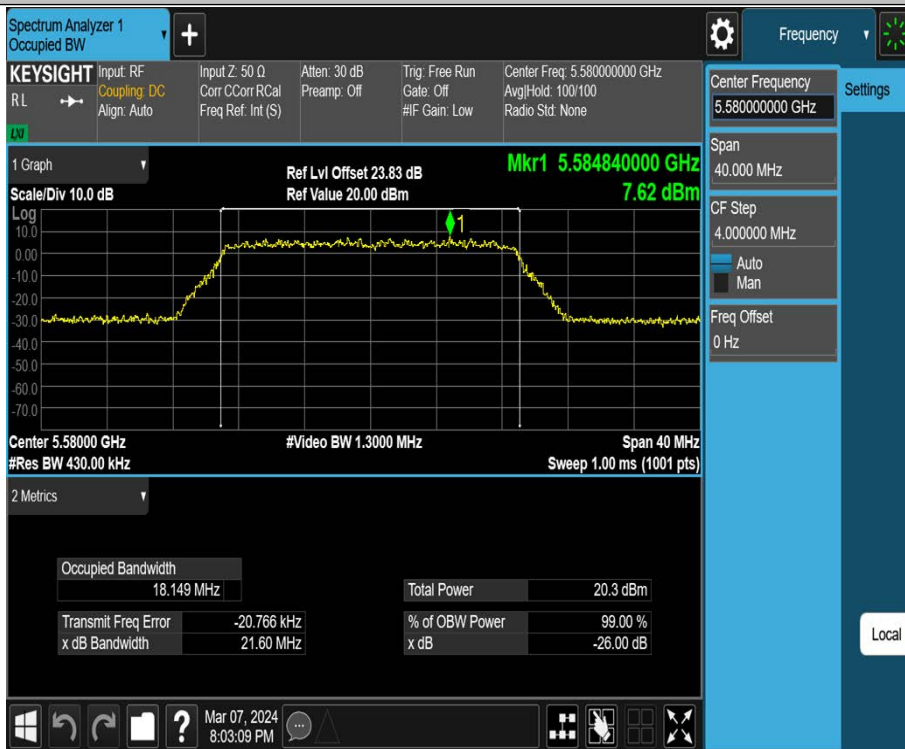 Spectrum Analyzer 1
Occupied BW
+
Frequency
KEYSIGHT
R L
LXI
Input: RF
Coupling: DC
Align: Auto
Input Z: 50 Ω
Corr CCorr RCal
Freq Ref: Int (S)
Atten: 30 dB
Preamp: Off
Trig: Free Run
Gate: Off
#IF Gain: Low
Center Freq: 5.580000000 GHz
Avg|Hold: 100/100
Radio Std: None
Center Frequency
5.580000000 GHz
Settings
Span
40.000 MHz
CF Step
4.000000 MHz
Auto
Man
Freq Offset
0 Hz
Local
1 Graph
Scale/Div 10.0 dB
Ref Lvl Offset 23.83 dB
Ref Value 20.00 dBm
Mkr1 5.584840000 GHz
7.62 dBm
Log
10.0
0.00
-10.0
-20.0
-30.0
-40.0
-50.0
-60.0
-70.0
1
Center 5.58000 GHz
#Video BW 1.3000 MHz
Span 40 MHz
#Res BW 430.00 kHz
Sweep 1.00 ms (1001 pts)
2 Metrics
Occupied Bandwidth
18.149 MHz
Total Power 20.3 dBm
Transmit Freq Error -20.766 kHz
% of OBW Power 99.00 %
x dB Bandwidth 21.60 MHz
x dB -26.00 dB
?
Mar 07, 2024
8:03:09 PM